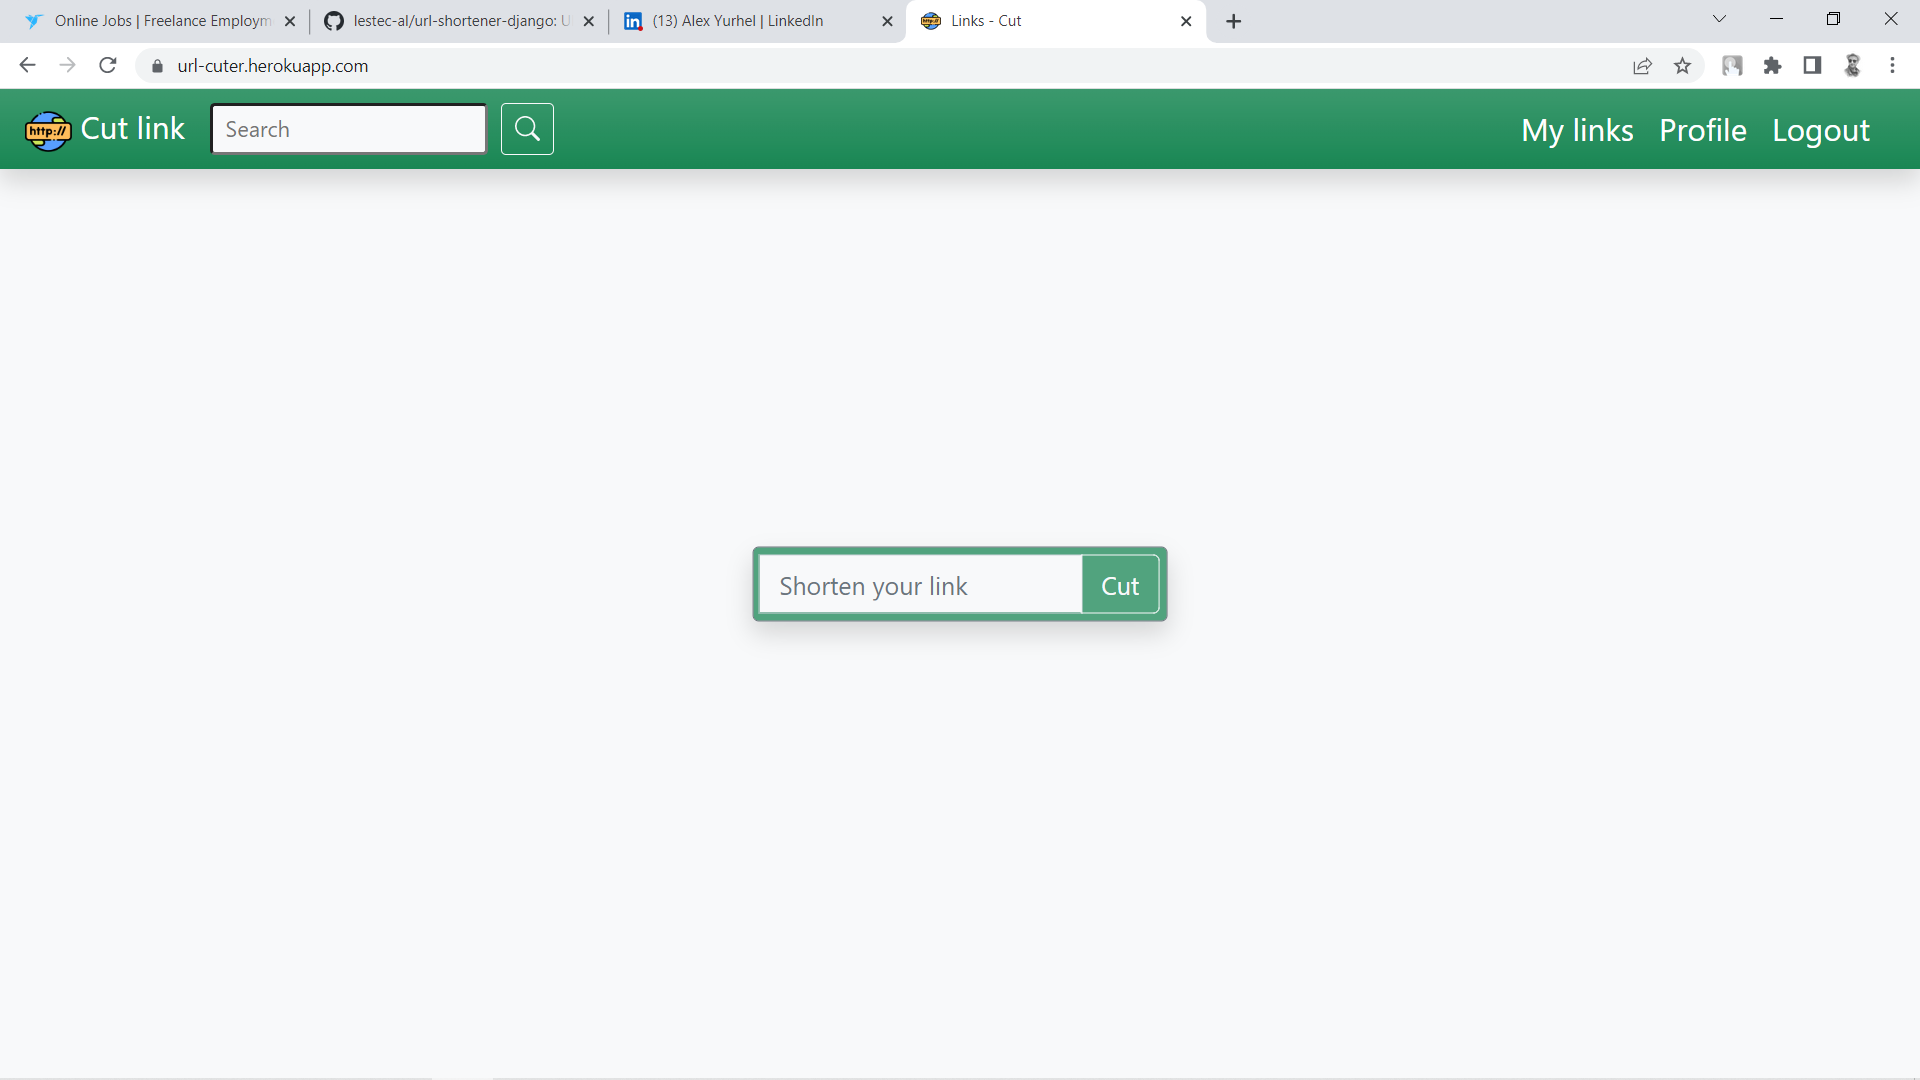 Online Jobs | Freelance Employm
lestec-al/url-shortener-django: U
(13) Alex Yurhel | LinkedIn
Links - Cut
url-cuter.herokuapp.com
http://
Cut link
Search
My links
Profile
Logout
Shorten your link
Cut